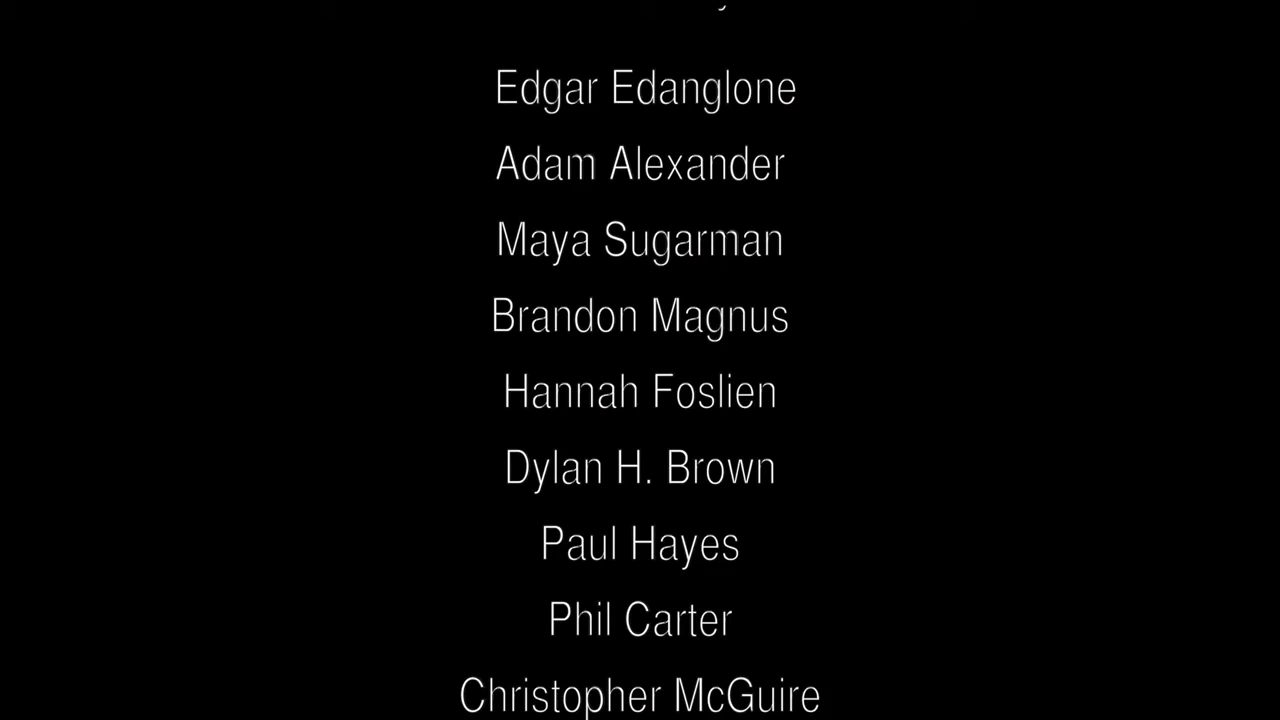 Edgar Edanglone
Adam Alexander
Maya Sugarman
Brandon Magnus
Hannah Foslien
Dylan H. Brown
Paul Hayes
Phil Carter
Christopher McGuire